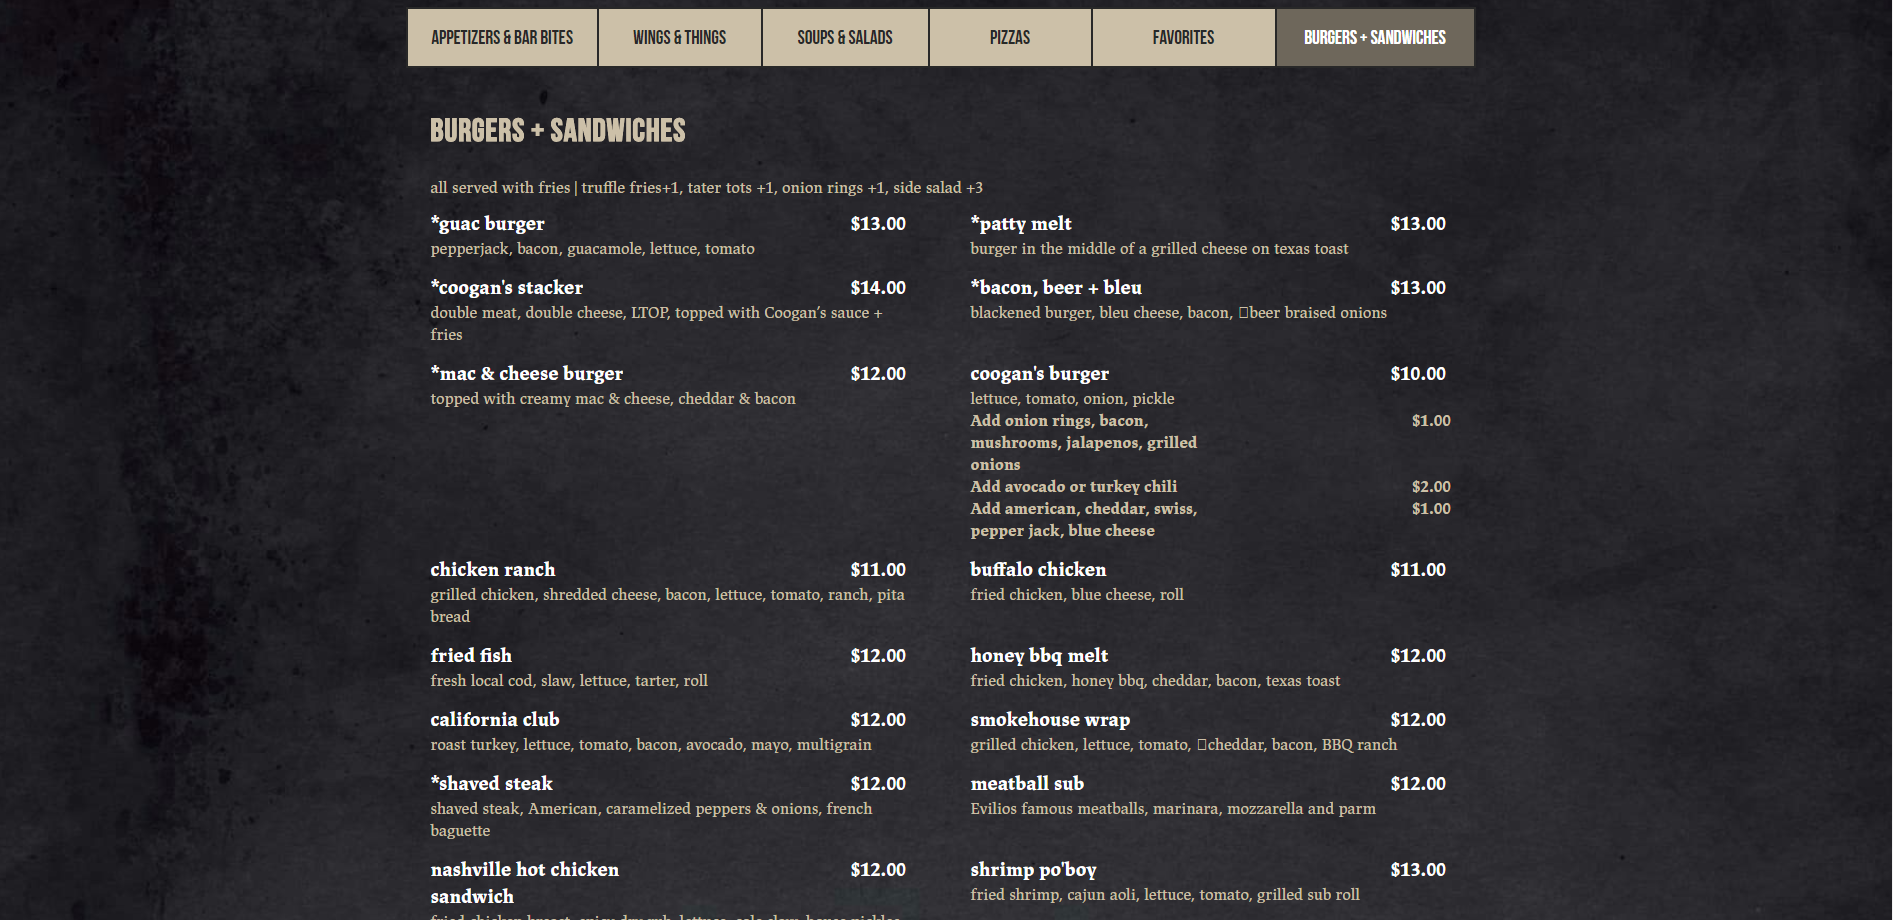 APPETIZERS & BAR BITES
WINGS & THINGS
SOUPS & SALADS
PIZZAS
FAVORITES
BURGERS + SANDWICHES
BURGERS + SANDWICHES
all served with fries | truffle fries+1, tater tots +1, onion rings +1, side salad +3
*guac burger $13.00
pepperjack, bacon, guacamole, lettuce, tomato
*patty melt $13.00
burger in the middle of a grilled cheese on texas toast
*coogan's stacker $14.00
double meat, double cheese, LTOP, topped with Coogan’s sauce +
fries
*bacon, beer + bleu $13.00
blackened burger, bleu cheese, bacon, beer braised onions
*mac & cheese burger $12.00
topped with creamy mac & cheese, cheddar & bacon
coogan's burger $10.00
lettuce, tomato, onion, pickle
Add onion rings, bacon, $1.00
mushrooms, jalapenos, grilled
onions
Add avocado or turkey chili $2.00
Add american, cheddar, swiss, $1.00
pepper jack, blue cheese
chicken ranch $11.00
grilled chicken, shredded cheese, bacon, lettuce, tomato, ranch, pita
bread
buffalo chicken $11.00
fried chicken, blue cheese, roll
fried fish $12.00
fresh local cod, slaw, lettuce, tarter, roll
honey bbq melt $12.00
fried chicken, honey bbq, cheddar, bacon, texas toast
california club $12.00
roast turkey, lettuce, tomato, bacon, avocado, mayo, multigrain
smokehouse wrap $12.00
grilled chicken, lettuce, tomato, cheddar, bacon, BBQ ranch
*shaved steak $12.00
shaved steak, American, caramelized peppers & onions, french
baguette
meatball sub $12.00
Evilios famous meatballs, marinara, mozzarella and parm
nashville hot chicken $12.00
sandwich
shrimp po'boy $13.00
fried shrimp, cajun aoli, lettuce, tomato, grilled sub roll